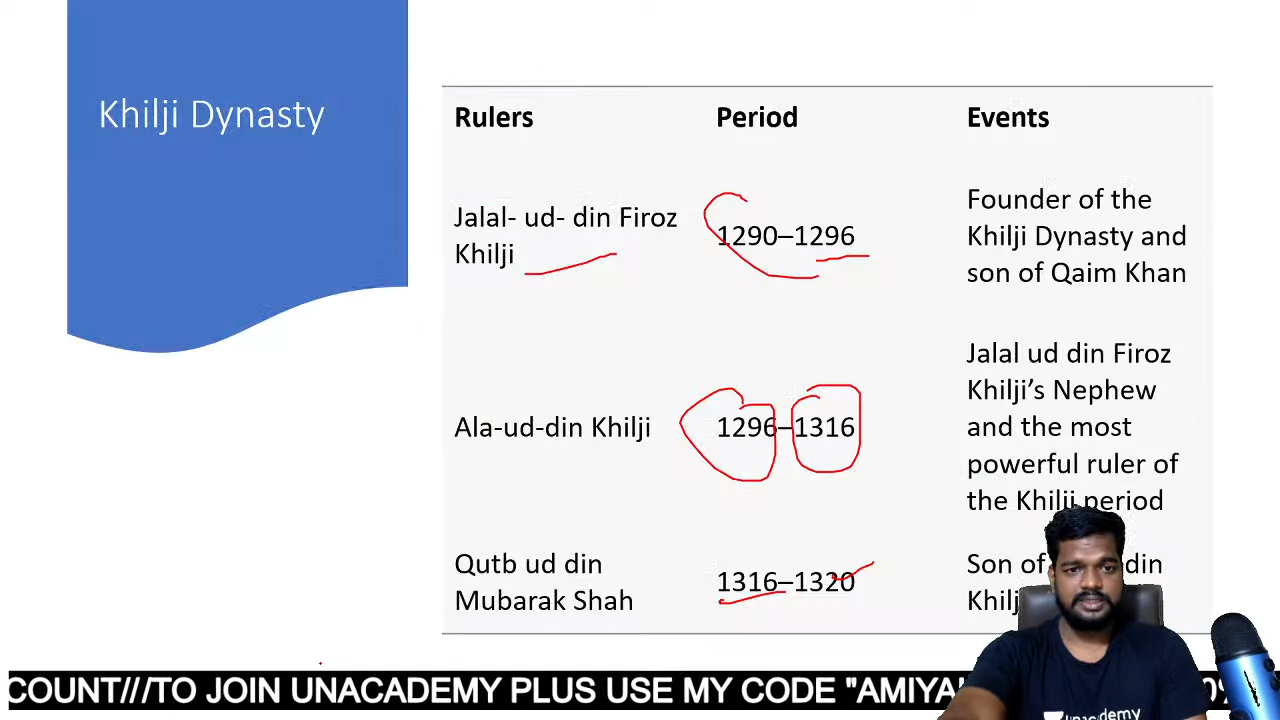 Khilji Dynasty
Rulers Period Events
Jalal- ud- din Firoz
Khilji
1290–1296
Founder of the
Khilji Dynasty and
son of Qaim Khan
Ala-ud-din Khilji
1296–1316
Jalal ud din Firoz
Khilji’s Nephew
and the most
powerful ruler of
the Khilji period
Qutb ud din
Mubarak Shah
1316–1320
Son of din
COUNT///TO JOIN UNACADEMY PLUS USE MY CODE "AMIYA
unacademy